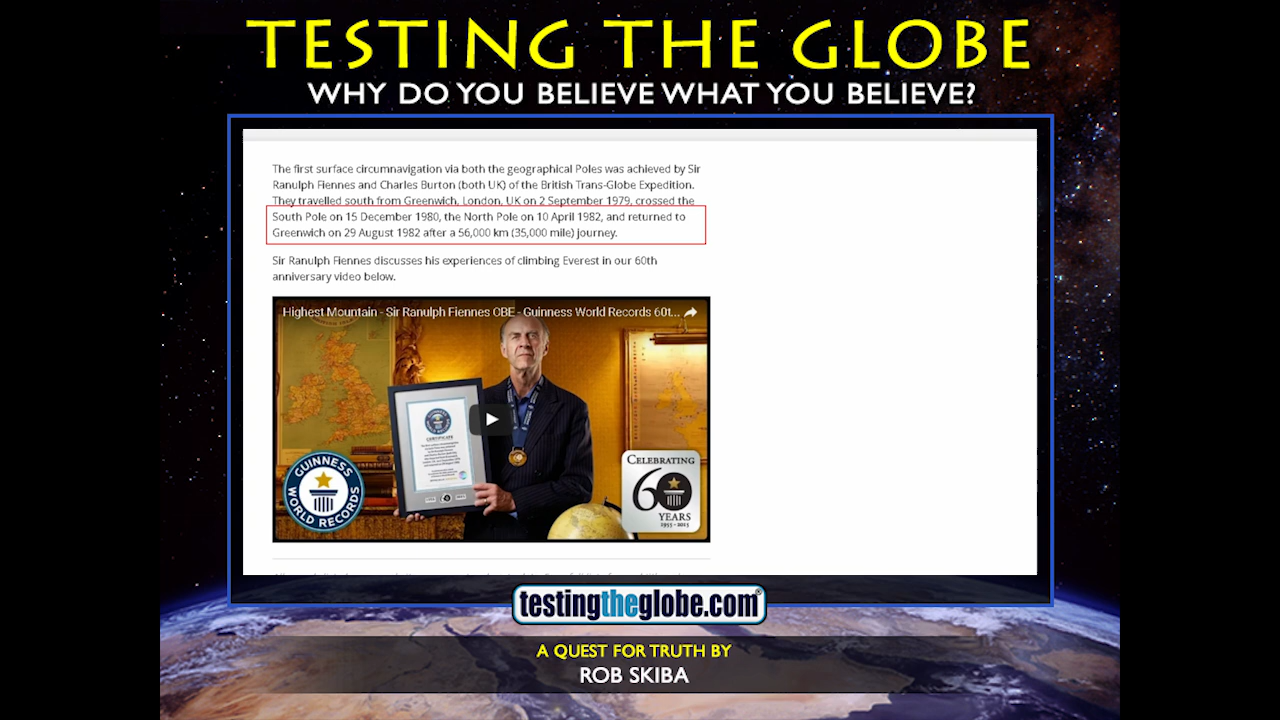 TESTING THE GLOBE
WHY DO YOU BELIEVE WHAT YOU BELIEVE?
The first surface circumnavigation via both the geographical Poles was achieved by Sir
Ranulph Fiennes and Charles Burton (both UK) of the British Trans-Globe Expedition.
They travelled south from Greenwich, London, UK on 2 September 1979, crossed the
South Pole on 15 December 1980, the North Pole on 10 April 1982, and returned to
Greenwich on 29 August 1982 after a 56,000 km (35,000 mile) journey.
Sir Ranulph Fiennes discusses his experiences of climbing Everest in our 60th
anniversary video below.
Highest Mountain - Sir Ranulph Fiennes OBE - Guinness World Records 60t...
CERTIFICATE
GUINNESS
WORLD RECORDS
CELEBRATING
60
YEARS
1955 - 2015
testingtheglobe.com®
A QUEST FOR TRUTH BY
ROB SKIBA